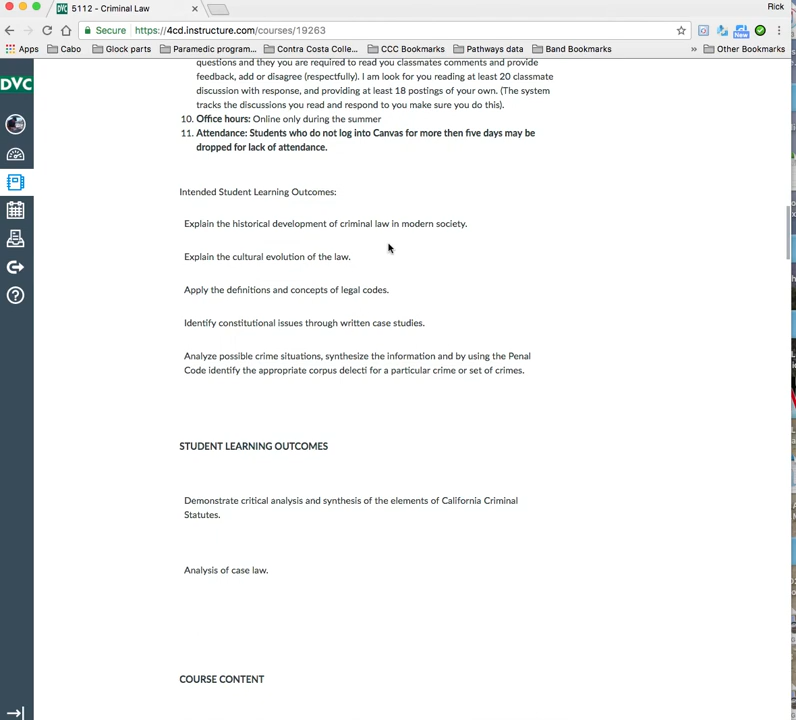 5112 - Criminal Law
Rick
Secure https://4cd.instructure.com/courses/19263
New
Apps Cabo Glock parts Paramedic program... Contra Costa Colle... CCC Bookmarks Pathways data Band Bookmarks » Other Bookmarks
DVC
questions and they you are required to read you classmates comments and provide
feedback, add or disagree (respectfully). I am look for you reading at least 20 classmate
discussion with response, and providing at least 18 postings of your own. (The system
tracks the discussions you read and respond to you make sure you do this).
10. Office hours: Online only during the summer
11. Attendance: Students who do not log into Canvas for more then five days may be
dropped for lack of attendance.
Intended Student Learning Outcomes:
Explain the historical development of criminal law in modern society.
Explain the cultural evolution of the law.
Apply the definitions and concepts of legal codes.
Identify constitutional issues through written case studies.
Analyze possible crime situations, synthesize the information and by using the Penal
Code identify the appropriate corpus delecti for a particular crime or set of crimes.
STUDENT LEARNING OUTCOMES
Demonstrate critical analysis and synthesis of the elements of California Criminal
Statutes.
Analysis of case law.
COURSE CONTENT